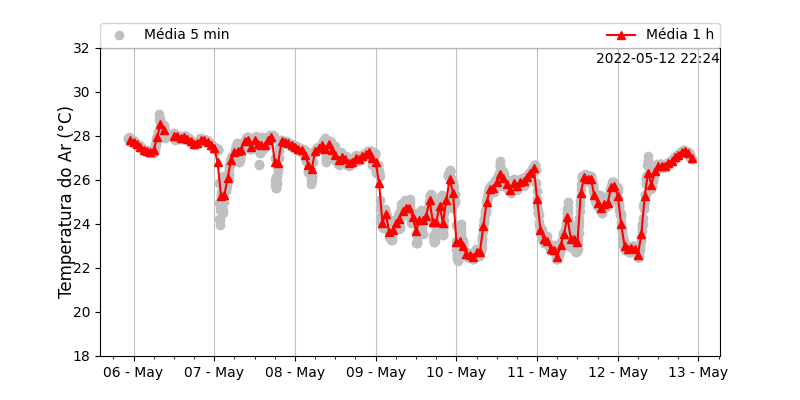 Média 5 min
Média 1 h
2022-05-12 22:24
Temperatura do Ar (°C)
32
30
28
26
24
22
20
18
06 - May
07 - May
08 - May
09 - May
10 - May
11 - May
12 - May
13 - May